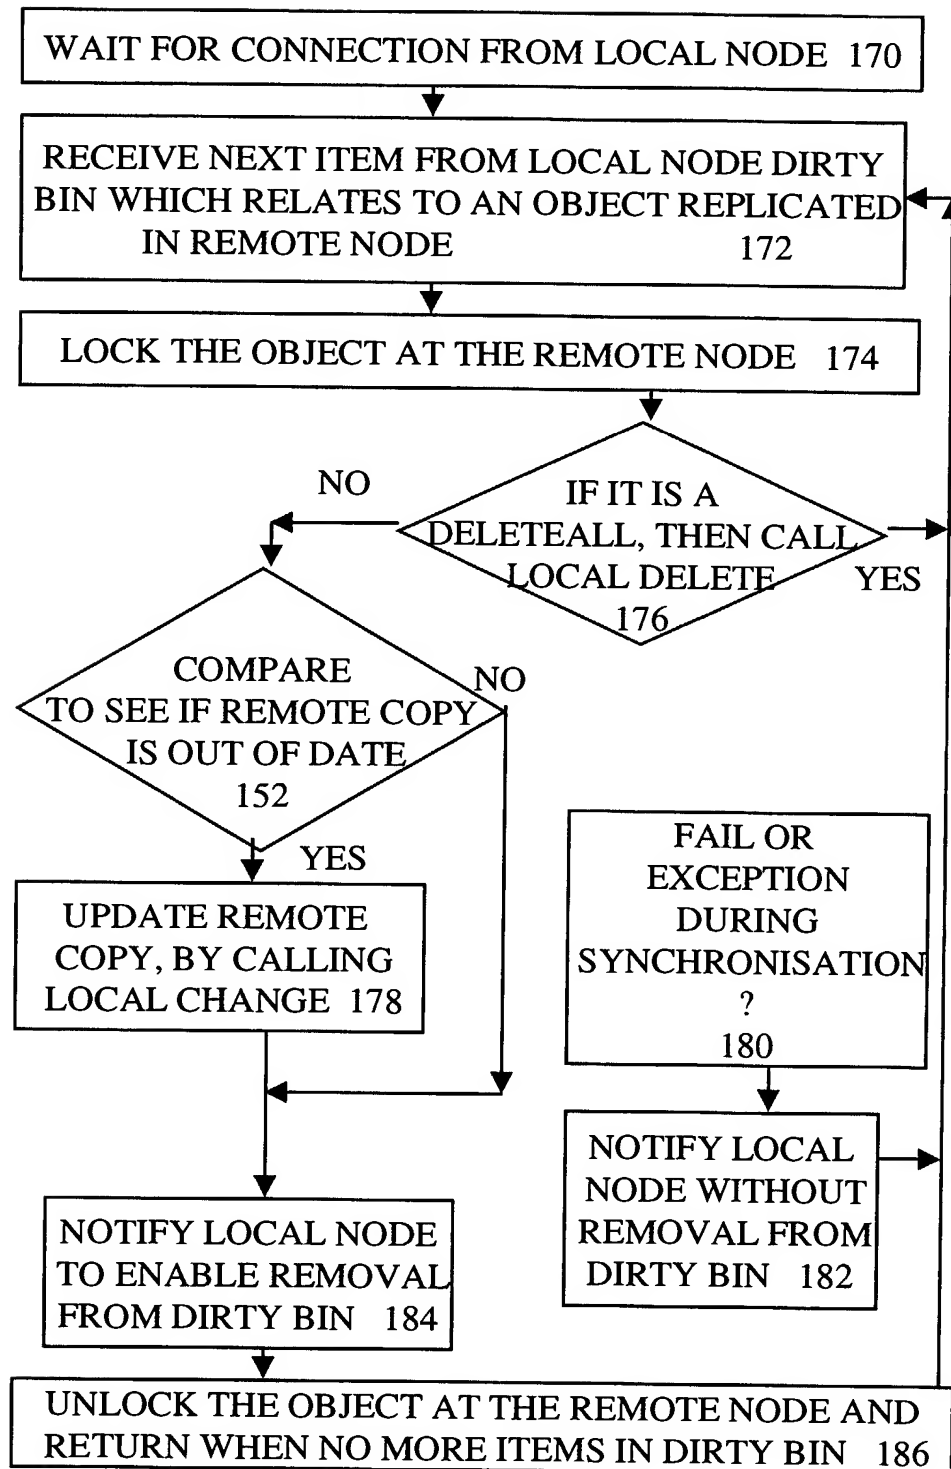 WAIT FOR CONNECTION FROM LOCAL NODE 170
RECEIVE NEXT ITEM FROM LOCAL NODE DIRTY
BIN WHICH RELATES TO AN OBJECT REPLICATED
IN REMOTE NODE 172
LOCK THE OBJECT AT THE REMOTE NODE 174
NO
IF IT IS A
DELETEALL, THEN CALL
LOCAL DELETE
176
YES
COMPARE
TO SEE IF REMOTE COPY
IS OUT OF DATE
152
NO
YES
UPDATE REMOTE
COPY, BY CALLING
LOCAL CHANGE 178
FAIL OR
EXCEPTION
DURING
SYNCHRONISATION
?
180
NOTIFY LOCAL
NODE WITHOUT
REMOVAL FROM
DIRTY BIN 182
NOTIFY LOCAL NODE
TO ENABLE REMOVAL
FROM DIRTY BIN 184
UNLOCK THE OBJECT AT THE REMOTE NODE AND
RETURN WHEN NO MORE ITEMS IN DIRTY BIN 186